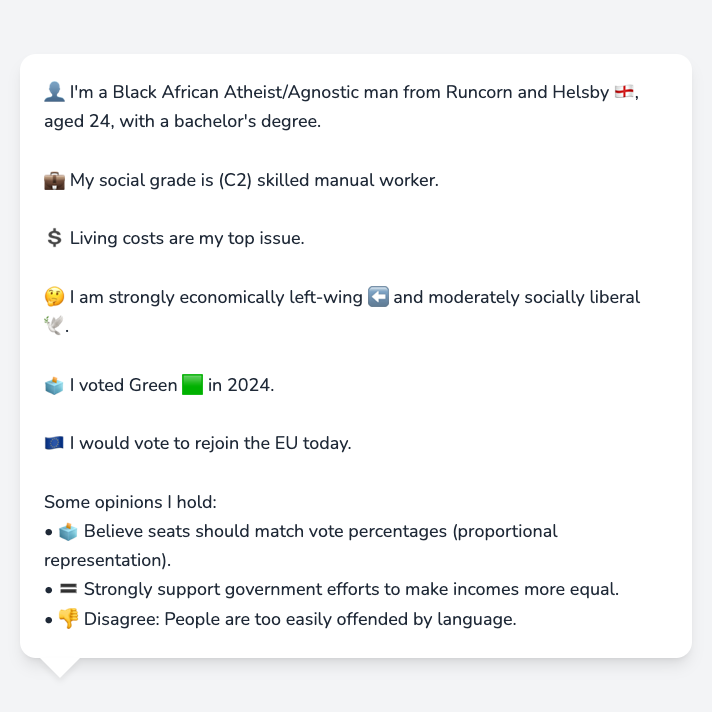 👤 I'm a Black African Atheist/Agnostic man from Runcorn and Helsby 🏴󠁧󠁢󠁥󠁮󠁧󠁿,
aged 24, with a bachelor's degree.
💼 My social grade is (C2) skilled manual worker.
💲 Living costs are my top issue.
🤔 I am strongly economically left-wing ⬅️ and moderately socially liberal
🕊️.
🗳️ I voted Green 🟩 in 2024.
🇪🇺 I would vote to rejoin the EU today.
Some opinions I hold:
• 🗳️ Believe seats should match vote percentages (proportional
representation).
• 🟰 Strongly support government efforts to make incomes more equal.
• 👎 Disagree: People are too easily offended by language.